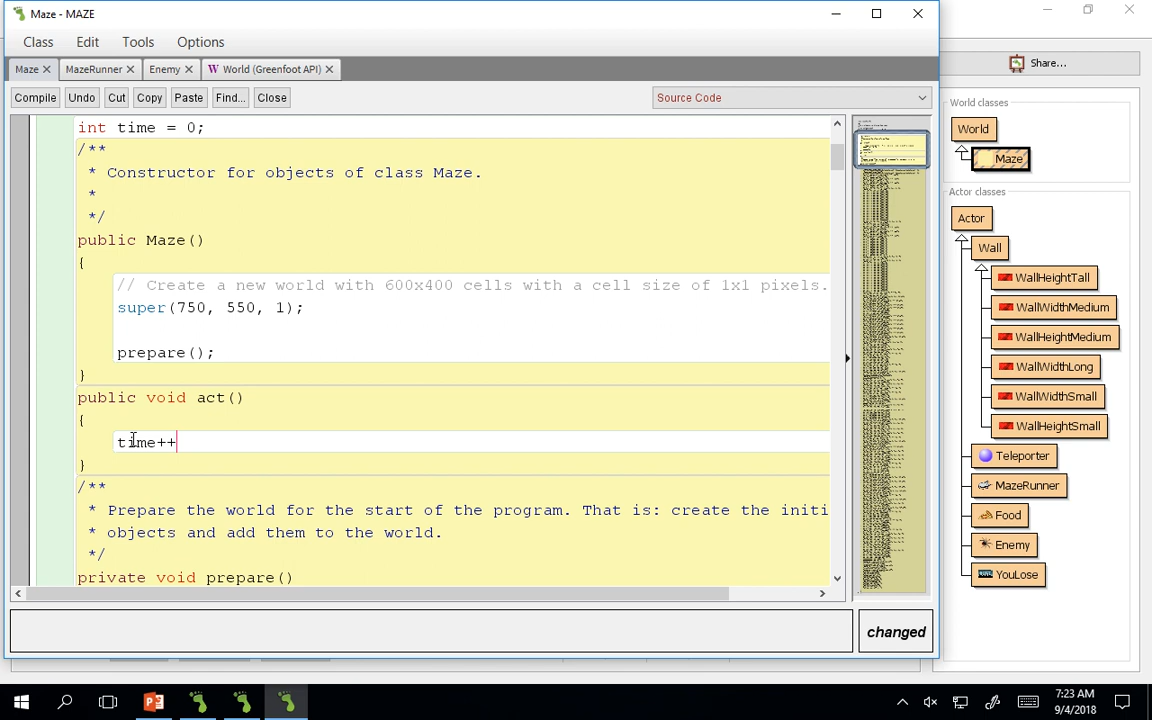 Maze - MAZE
Class Edit Tools Options
Maze MazeRunner Enemy W World (Greenfoot API)
Compile Undo Cut Copy Paste Find... Close Source Code
int time = 0;
/**
* Constructor for objects of class Maze.
*
*/
public Maze()
{
// Create a new world with 600x400 cells with a cell size of 1x1 pixels.
super(750, 550, 1);
prepare();
}
public void act()
{
time++
}
/**
* Prepare the world for the start of the program. That is: create the initi
* objects and add them to the world.
*/
private void prepare()
changed
Share...
World classes
World
Maze
Actor classes
Actor
Wall
WallHeightTall
WallWidthMedium
WallHeightMedium
WallWidthLong
WallWidthSmall
WallHeightSmall
Teleporter
MazeRunner
Food
Enemy
YouLose
7:23 AM
9/4/2018